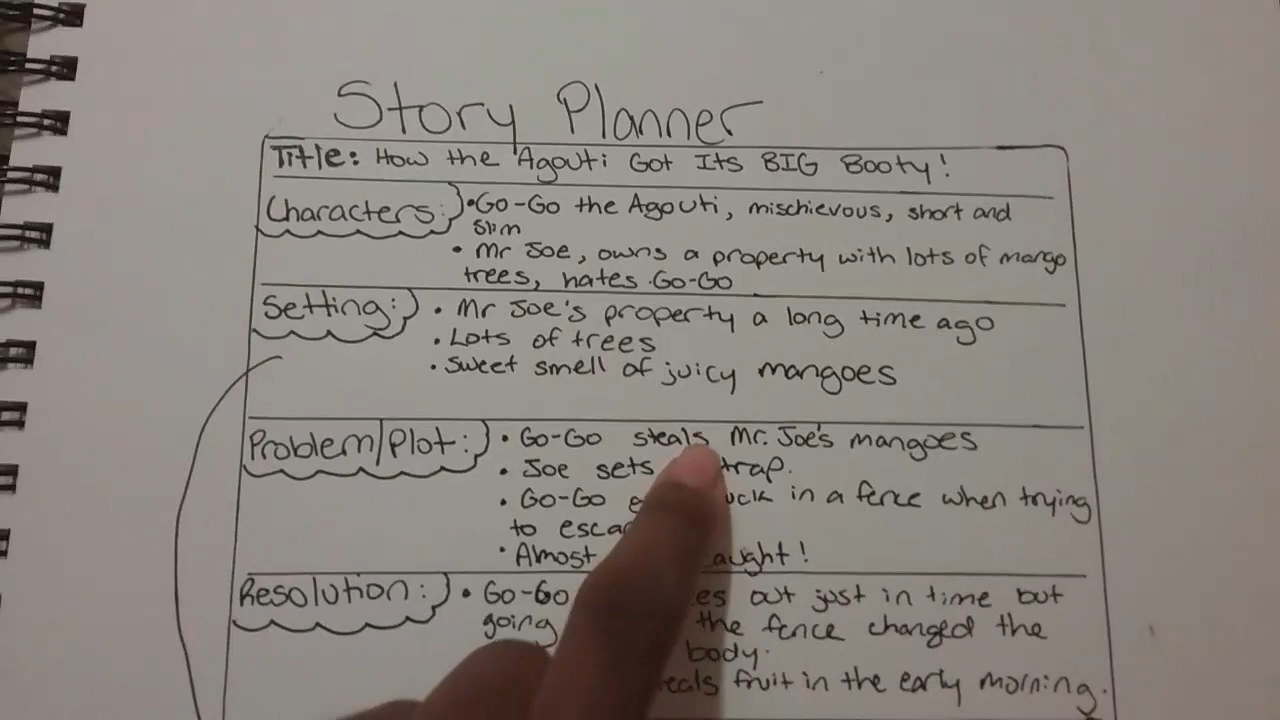 Story Planner
Title: How the Agouti Got Its BIG Booty!
Characters: • Go-Go the Agouti, mischievous, short and
slim
• Mr Joe, owns a property with lots of mango
trees, hates Go-Go
Setting: • Mr Joe's property a long time ago
• Lots of trees
• Sweet smell of juicy mangoes
Problem/Plot: • Go-Go steals Mr. Joe's mangoes
• Joe sets trap.
• Go-Go in a fence when trying
to
• Almost
Resolution: • Go-Go out just in time but
going the fence changed the
body.
fruit in the early morning.